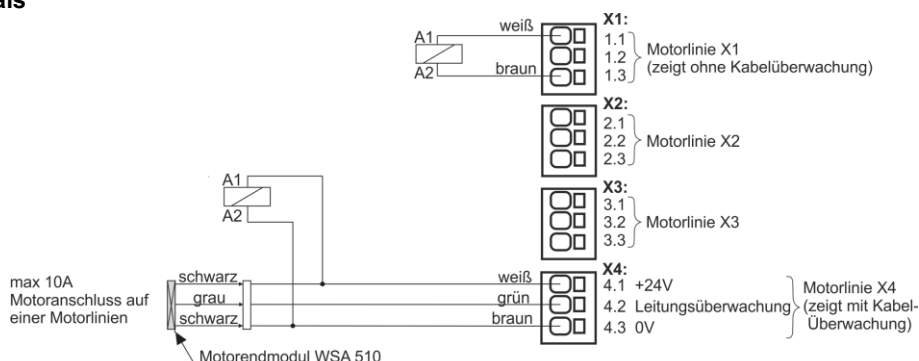 als
X1:
weiß
A1
1.1
1.2
Motorlinie X1
(zeigt ohne Kabelüberwachung)
A2
braun
1.3
X2:
2.1
2.2
Motorlinie X2
2.3
X3:
A1
3.1
3.2
Motorlinie X3
A2
3.3
X4:
max 10A
Motoranschluss auf
einer Motorlinien
schwarz
grau
schwarz
weiß
grün
braun
4.1 +24V
4.2 Leitungsüberwachung
4.3 0V
Motorlinie X4
(zeigt mit Kabel-
Überwachung)
Motorendmodul WSA 510